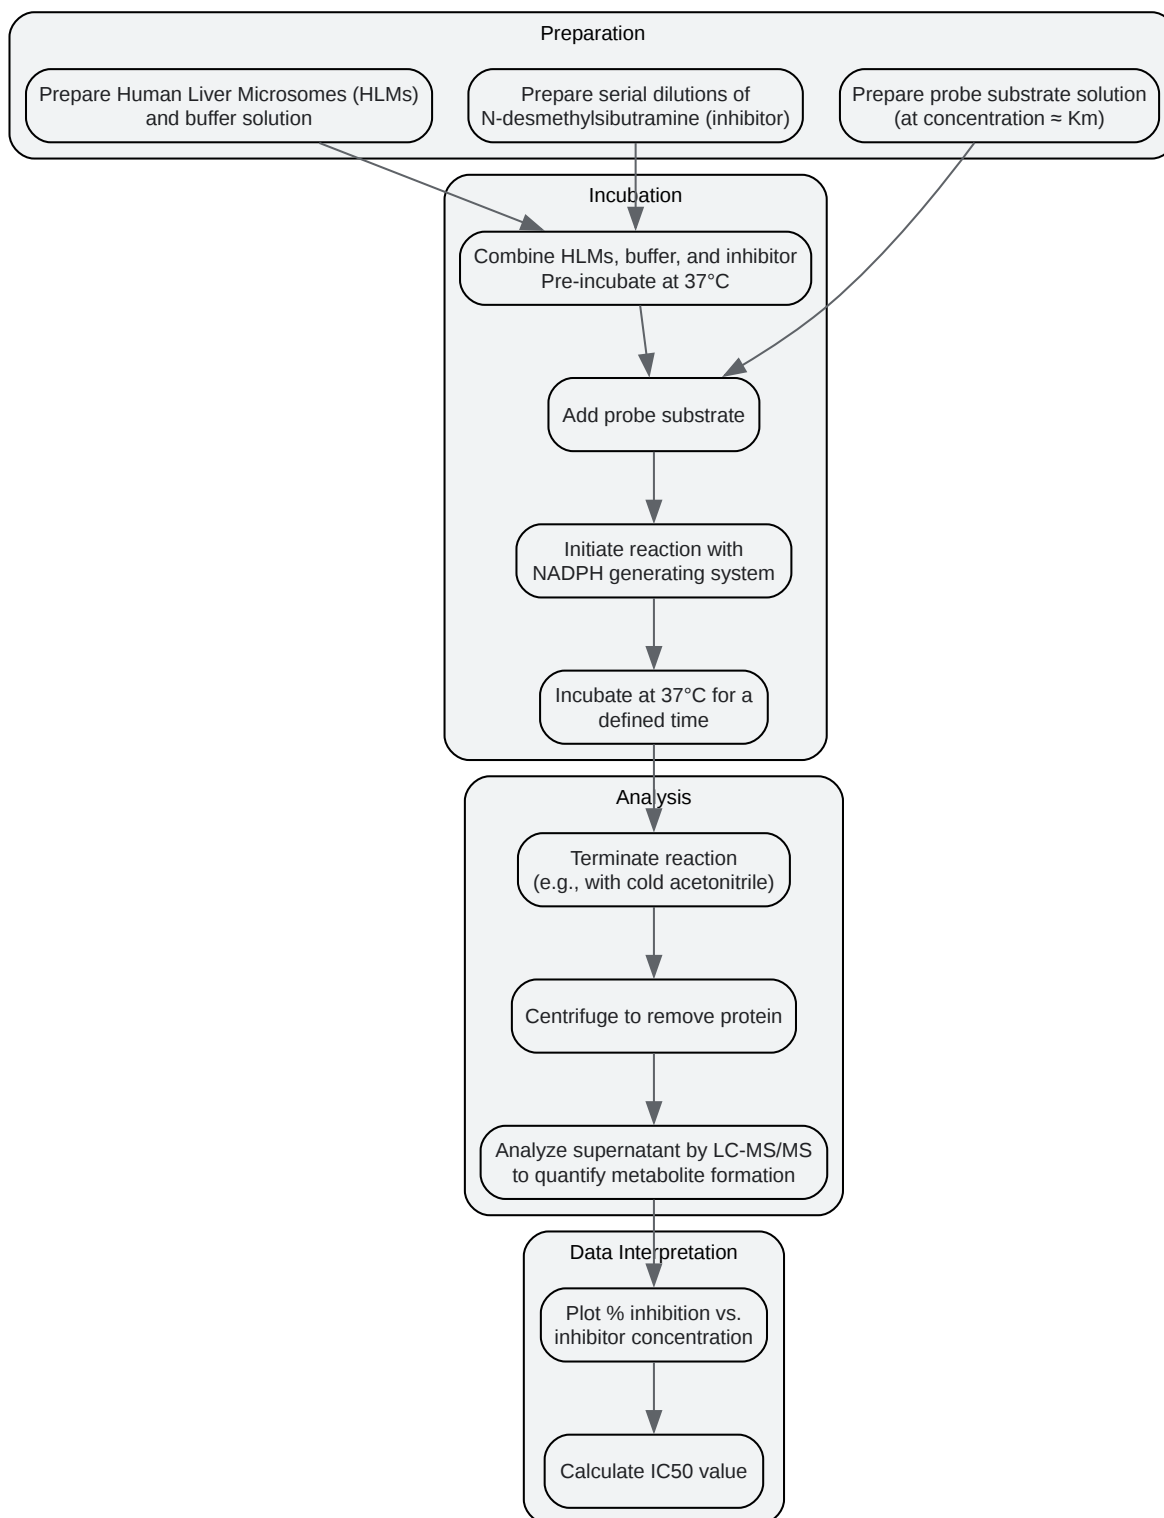 Preparation
Prepare Human Liver Microsomes (HLMs)
and buffer solution
Prepare serial dilutions of
N-desmethylsibutramine (inhibitor)
Prepare probe substrate solution
(at concentration ≈ Km)
Incubation
Combine HLMs, buffer, and inhibitor
Pre-incubate at 37°C
Add probe substrate
Initiate reaction with
NADPH generating system
Incubate at 37°C for a
defined time
Analysis
Terminate reaction
(e.g., with cold acetonitrile)
Centrifuge to remove protein
Analyze supernatant by LC-MS/MS
to quantify metabolite formation
Data Interpretation
Plot % inhibition vs.
inhibitor concentration
Calculate IC50 value